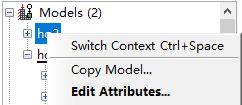 Models (2)
Switch Context Ctrl+Space
Copy Model...
Edit Attributes...